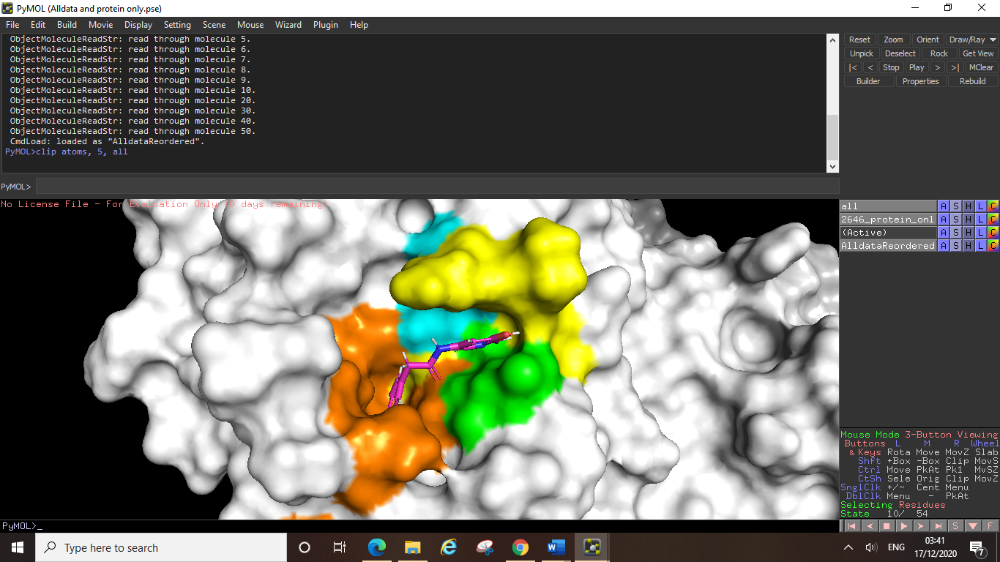 PyMOL (Alldata and protein only.pse)
File Edit Build Movie Display Setting Scene Mouse Wizard Plugin Help
ObjectMoleculeReadStr: read through molecule 5.
ObjectMoleculeReadStr: read through molecule 6.
ObjectMoleculeReadStr: read through molecule 7.
ObjectMoleculeReadStr: read through molecule 8.
ObjectMoleculeReadStr: read through molecule 9.
ObjectMoleculeReadStr: read through molecule 10.
ObjectMoleculeReadStr: read through molecule 20.
ObjectMoleculeReadStr: read through molecule 30.
ObjectMoleculeReadStr: read through molecule 40.
ObjectMoleculeReadStr: read through molecule 50.
CmdLoad: loaded as "AlldataReordered".
PyMOL>clip atoms, 5, all
PyMOL>
Reset Zoom Orient Draw/Ray
Unpick Deselect Rock Get View
|< < Stop Play > >| MClear
Builder Properties Rebuild
No License File - For Evaluation Only days remaining
all A S H L C
2646_protein_onl A S H L C
(Active) A S H L C
AlldataReordered A S H L C
Mouse Mode 3-Button Viewing
Buttons L M R Wheel
& Keys Rota Move MovZ Slab
Shft +Box -Box Clip MovS
Ctrl Move PkAt Pk1 MvSZ
CtSh Sele Orig Clip MovZ
SnglClk +/- Cent Menu
DblClk Menu - PkAt
Selecting Residues
State 10/ 54
S F
PyMOL>_
Type here to search
ENG
03:41
17/12/2020
7